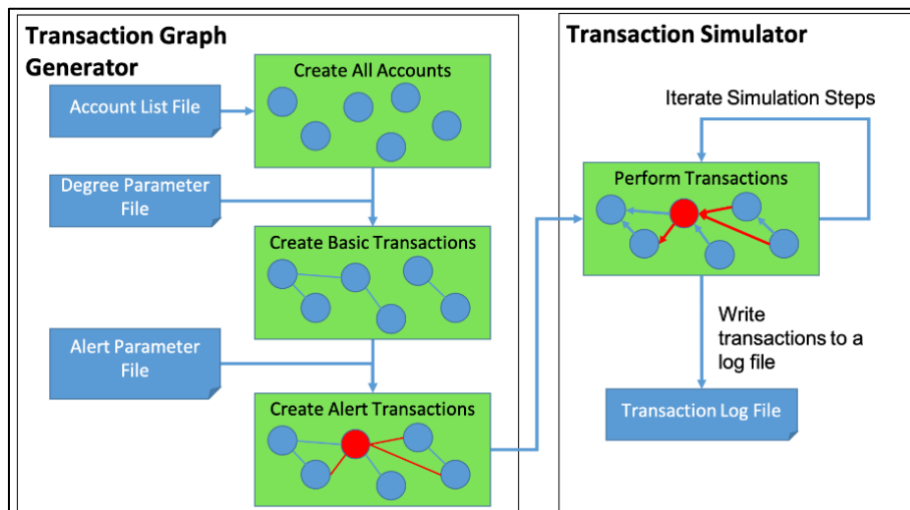 Transaction Graph
Generator
Create All Accounts
Account List File
Degree Parameter
File
Create Basic Transactions
Alert Parameter
File
Create Alert Transactions
Transaction Simulator
Iterate Simulation Steps
Perform Transactions
Write
transactions to a
log file
Transaction Log File